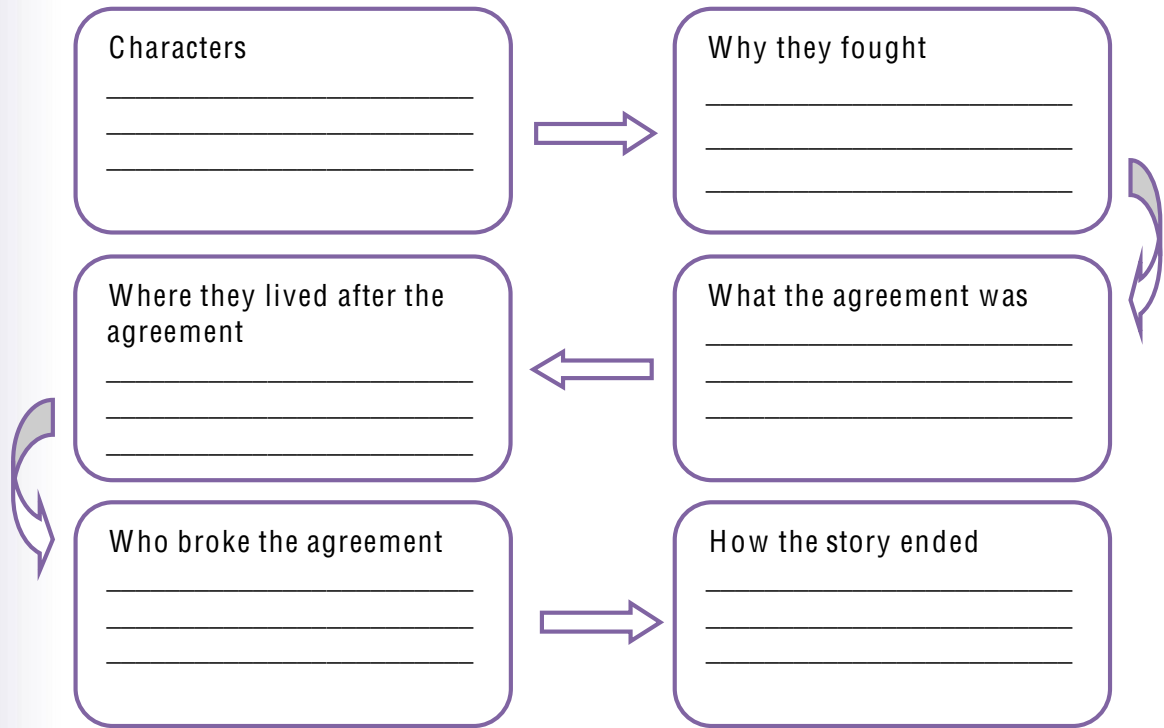 Characters
Why they fought
What the agreement was
Where they lived after the
agreement
Who broke the agreement
How the story ended